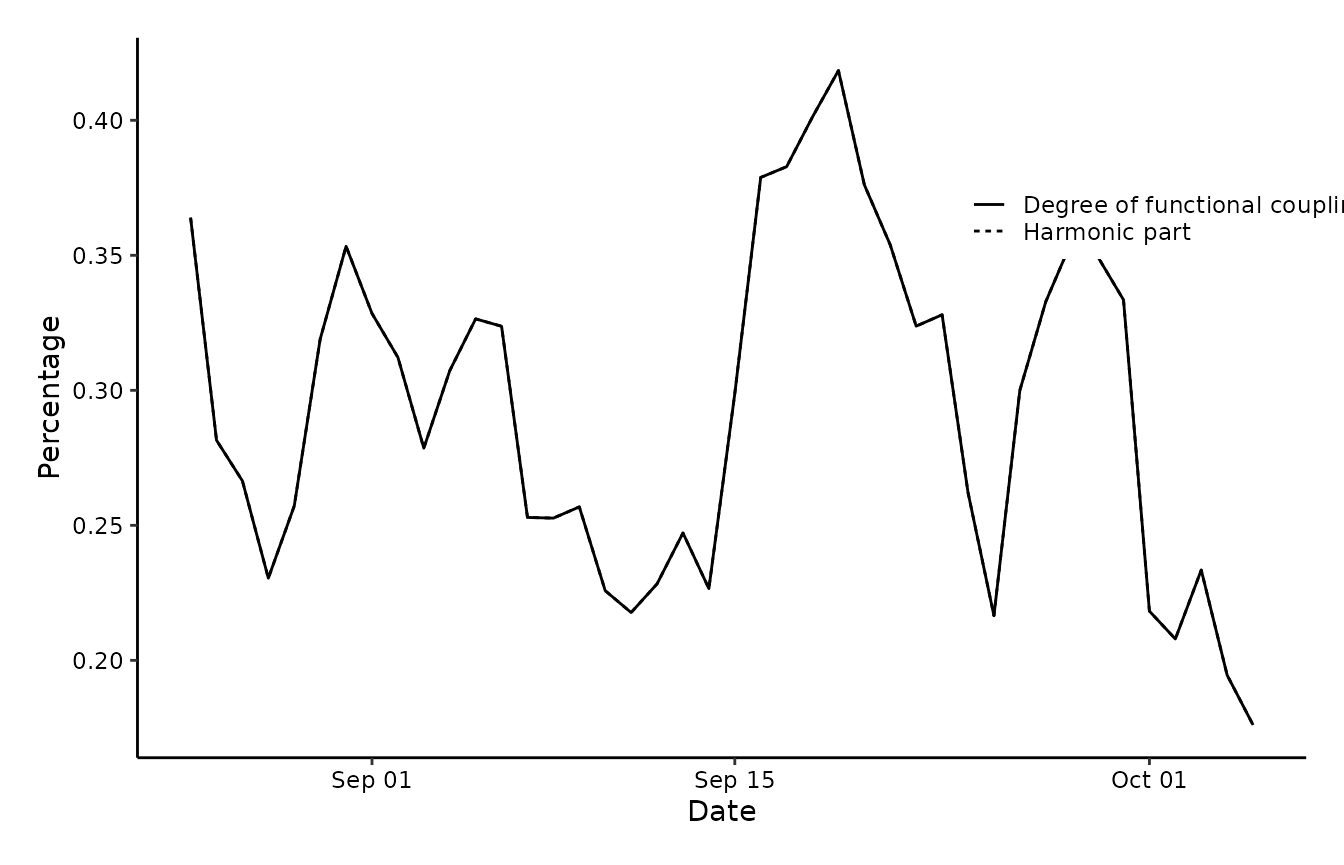 0.40
Degree of functional
Harmonic part
0.35
Percentage
0.30
0.25
0.20
Sep 01
Sep 15
Oct 01
Date